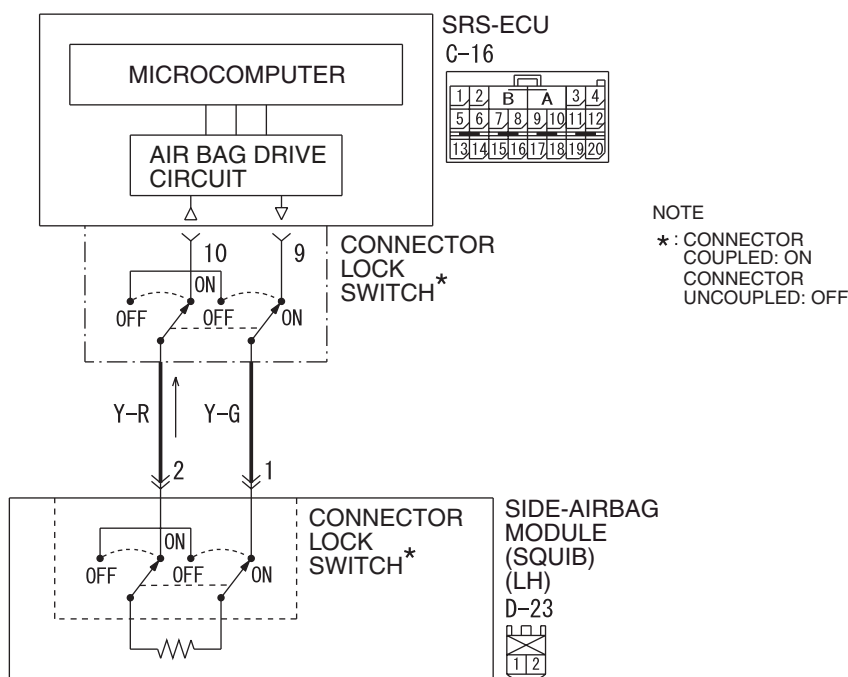 SRS-ECU
C-16
MICROCOMPUTER
1 2 B A 3 4
5 6 7 8 9 10 11 12
13 14 15 16 17 18 19 20
AIR BAG DRIVE
CIRCUIT
NOTE
* : CONNECTOR
COUPLED: ON
CONNECTOR
UNCOUPLED: OFF
10 9
CONNECTOR
LOCK
SWITCH*
ON
OFF OFF ON
Y-R Y-G
2 1
CONNECTOR
LOCK
SWITCH*
ON
OFF OFF ON
SIDE-AIRBAG
MODULE
(SQUIB)
(LH)
D-23
1 2